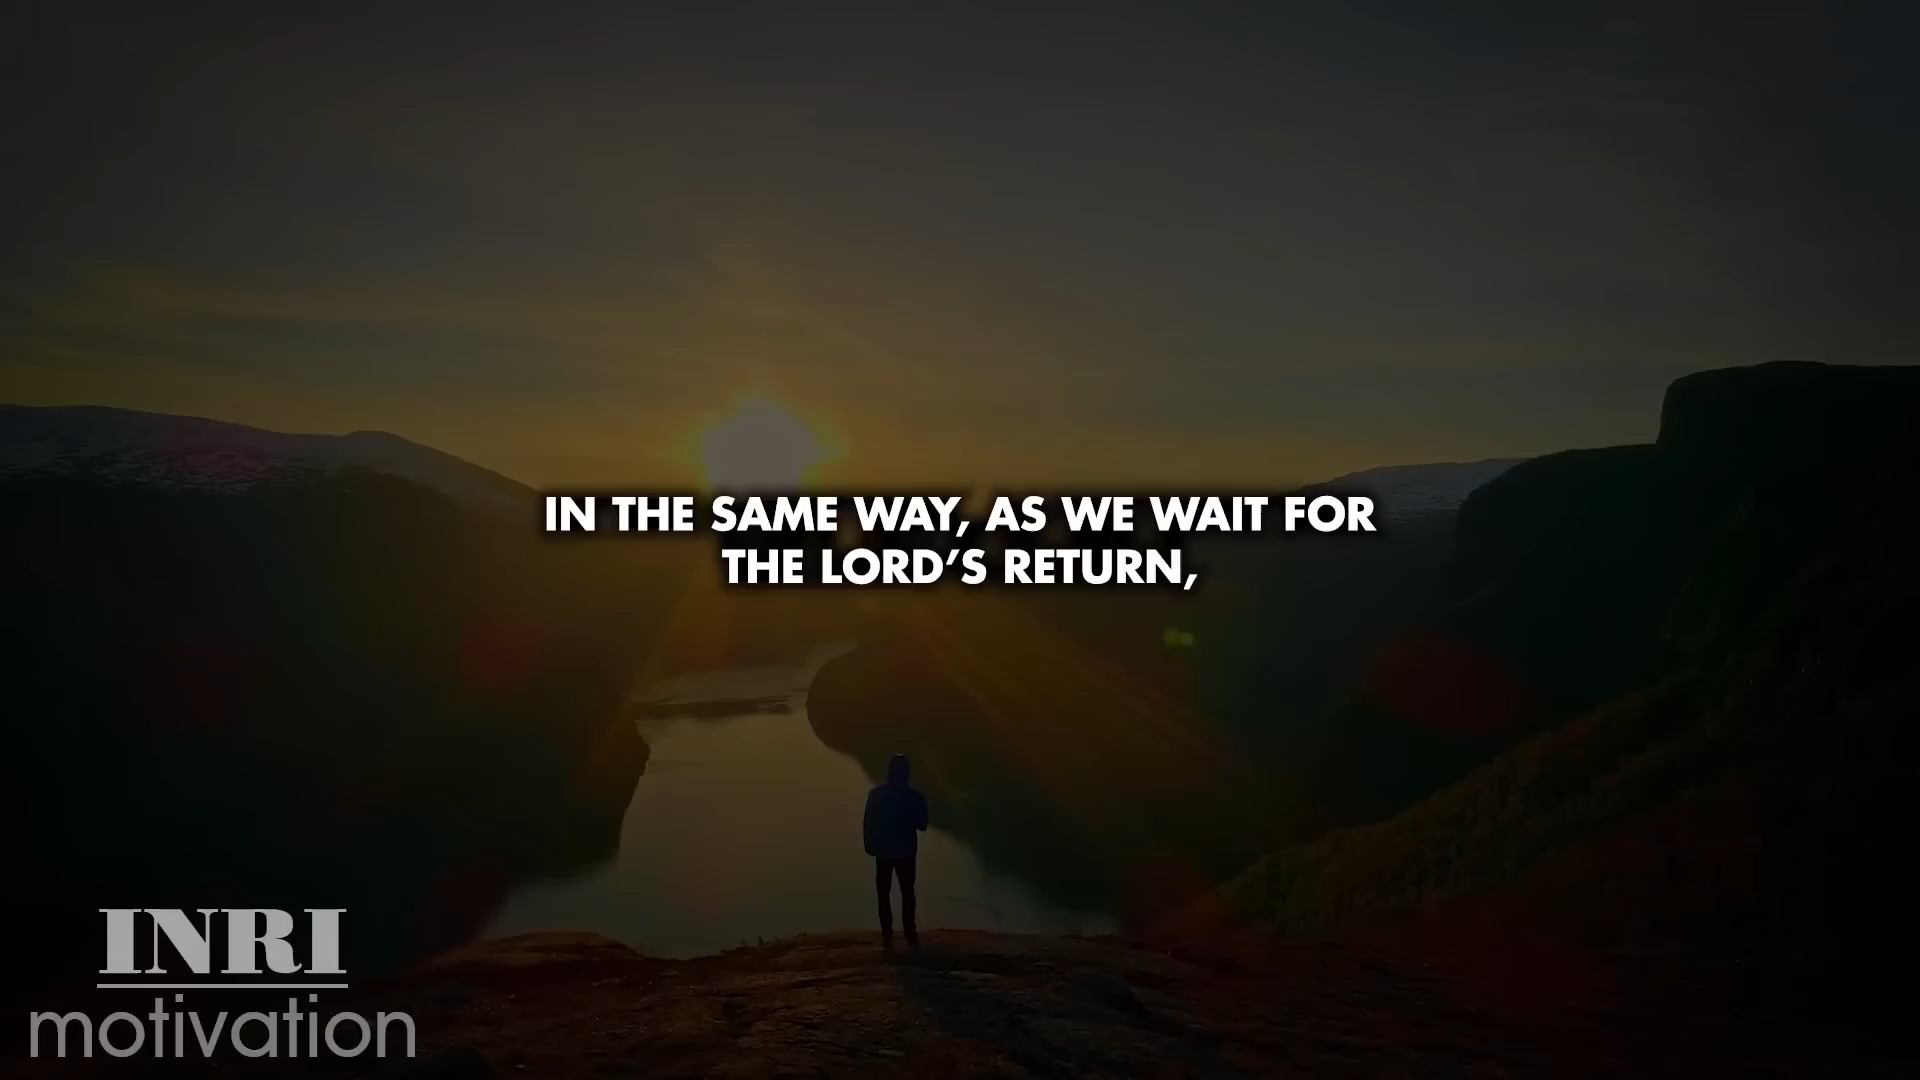 IN THE SAME WAY, AS WE WAIT FOR
THE LORD'S RETURN,
INRI
motivation